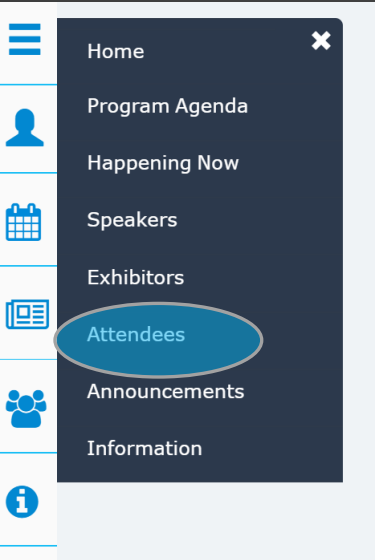 Home
Program Agenda
Happening Now
Speakers
Exhibitors
Attendees
Announcements
Information